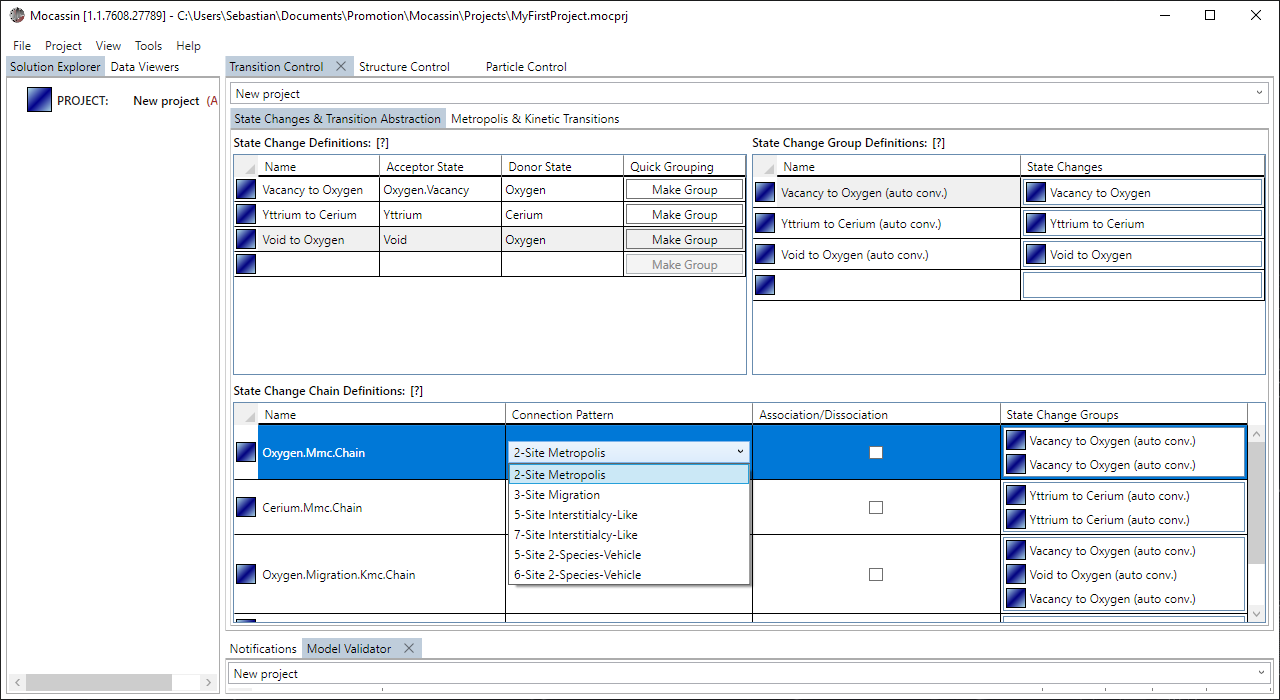 Mocassin [1.1.7608.27789] - C:\Users\Sebastian\Documents\Promotion\Mocassin\Projects\MyFirstProject.mocprj
File Project View Tools Help
Solution Explorer Data Viewers
PROJECT: New project (A
Transition Control Structure Control Particle Control
New project
State Changes & Transition Abstraction Metropolis & Kinetic Transitions
State Change Definitions: [?]
Name Acceptor State Donor State Quick Grouping
Vacancy to Oxygen Oxygen.Vacancy Oxygen Make Group
Yttrium to Cerium Yttrium Cerium Make Group
Void to Oxygen Void Oxygen Make Group
Make Group
State Change Group Definitions: [?]
Name State Changes
Vacancy to Oxygen (auto conv.) Vacancy to Oxygen
Yttrium to Cerium (auto conv.) Yttrium to Cerium
Void to Oxygen (auto conv.) Void to Oxygen
State Change Chain Definitions: [?]
Name Connection Pattern Association/Dissociation State Change Groups
Oxygen.Mmc.Chain 2-Site Metropolis
Vacancy to Oxygen (auto conv.)
Vacancy to Oxygen (auto conv.)
2-Site Metropolis
3-Site Migration
5-Site Interstitialcy-Like
7-Site Interstitialcy-Like
5-Site 2-Species-Vehicle
6-Site 2-Species-Vehicle
Cerium.Mmc.Chain
Yttrium to Cerium (auto conv.)
Yttrium to Cerium (auto conv.)
Oxygen.Migration.Kmc.Chain
Vacancy to Oxygen (auto conv.)
Void to Oxygen (auto conv.)
Vacancy to Oxygen (auto conv.)
Notifications Model Validator
New project